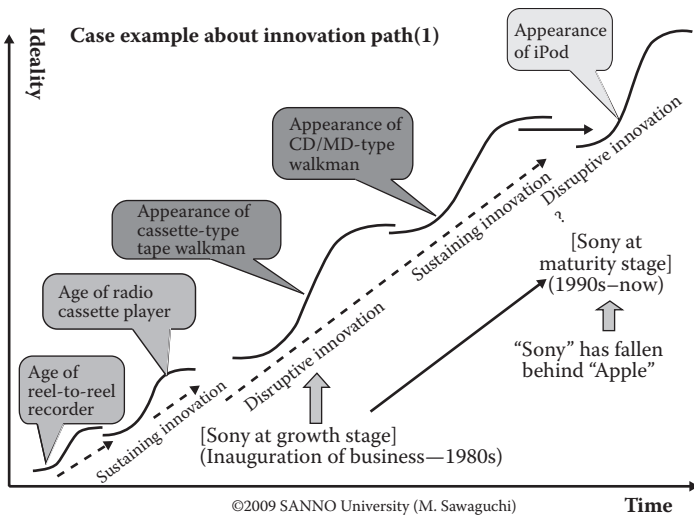 Case example about innovation path(1)
Ideality
Appearance
of iPod
Appearance of
CD/MD-type
walkman
Appearance of
cassette-type
tape walkman
Age of radio
cassette player
Age of
reel-to-reel
recorder
Sustaining innovation
Disruptive innovation
Sustaining innovation
Disruptive innovation
?
[Sony at
maturity stage]
(1990s–now)
“Sony” has fallen
behind “Apple”
[Sony at growth stage]
(Inauguration of business—1980s)
©2009 SANNO University (M. Sawaguchi)
Time